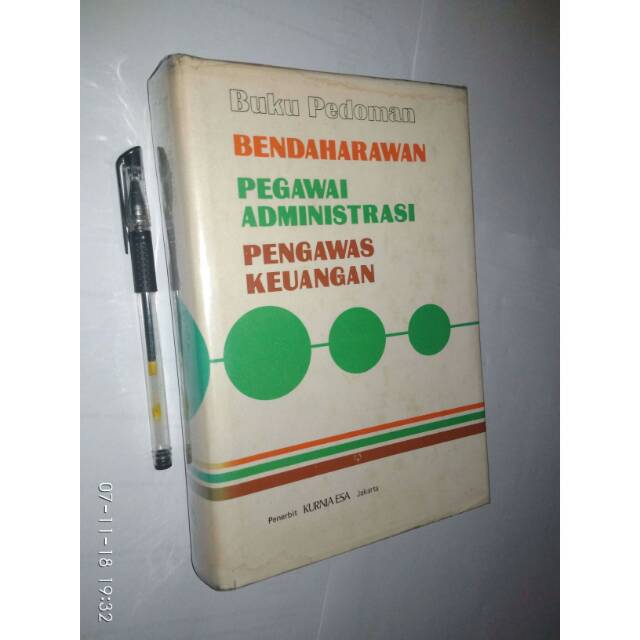 Buku Pedoman
BENDAHARAWAN
PEGAWAI
ADMINISTRASI
PENGAWAS
KEUANGAN
Penerbit KURNIA ESA Jakarta
07-11-18 19:32